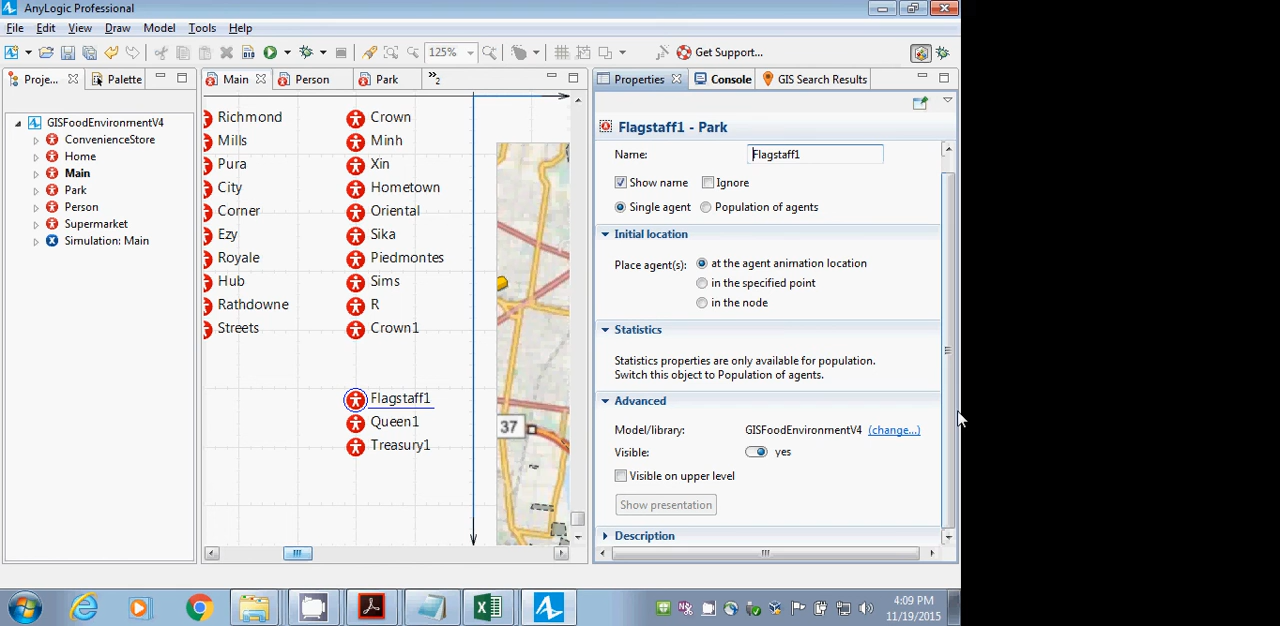 AnyLogic Professional
File Edit View Draw Model Tools Help
125% Get Support...
Proje... Palette Main Person Park »2 Properties Console GIS Search Results
GISFoodEnvironmentV4
ConvenienceStore
Home
Main
Park
Person
Supermarket
Simulation: Main
Richmond
Mills
Pura
City
Corner
Ezy
Royale
Hub
Rathdowne
Streets
Crown
Minh
Xin
Hometown
Oriental
Sika
Piedmontes
Sims
R
Crown1
Flagstaff1
Queen1
Treasury1
37
Flagstaff1 - Park
Name: Flagstaff1
Show name Ignore
Single agent Population of agents
Initial location
Place agent(s): at the agent animation location
in the specified point
in the node
Statistics
Statistics properties are only available for population.
Switch this object to Population of agents.
Advanced
Model/library: GISFoodEnvironmentV4 (change...)
Visible: yes
Visible on upper level
Show presentation
Description
4:09 PM
11/19/2015